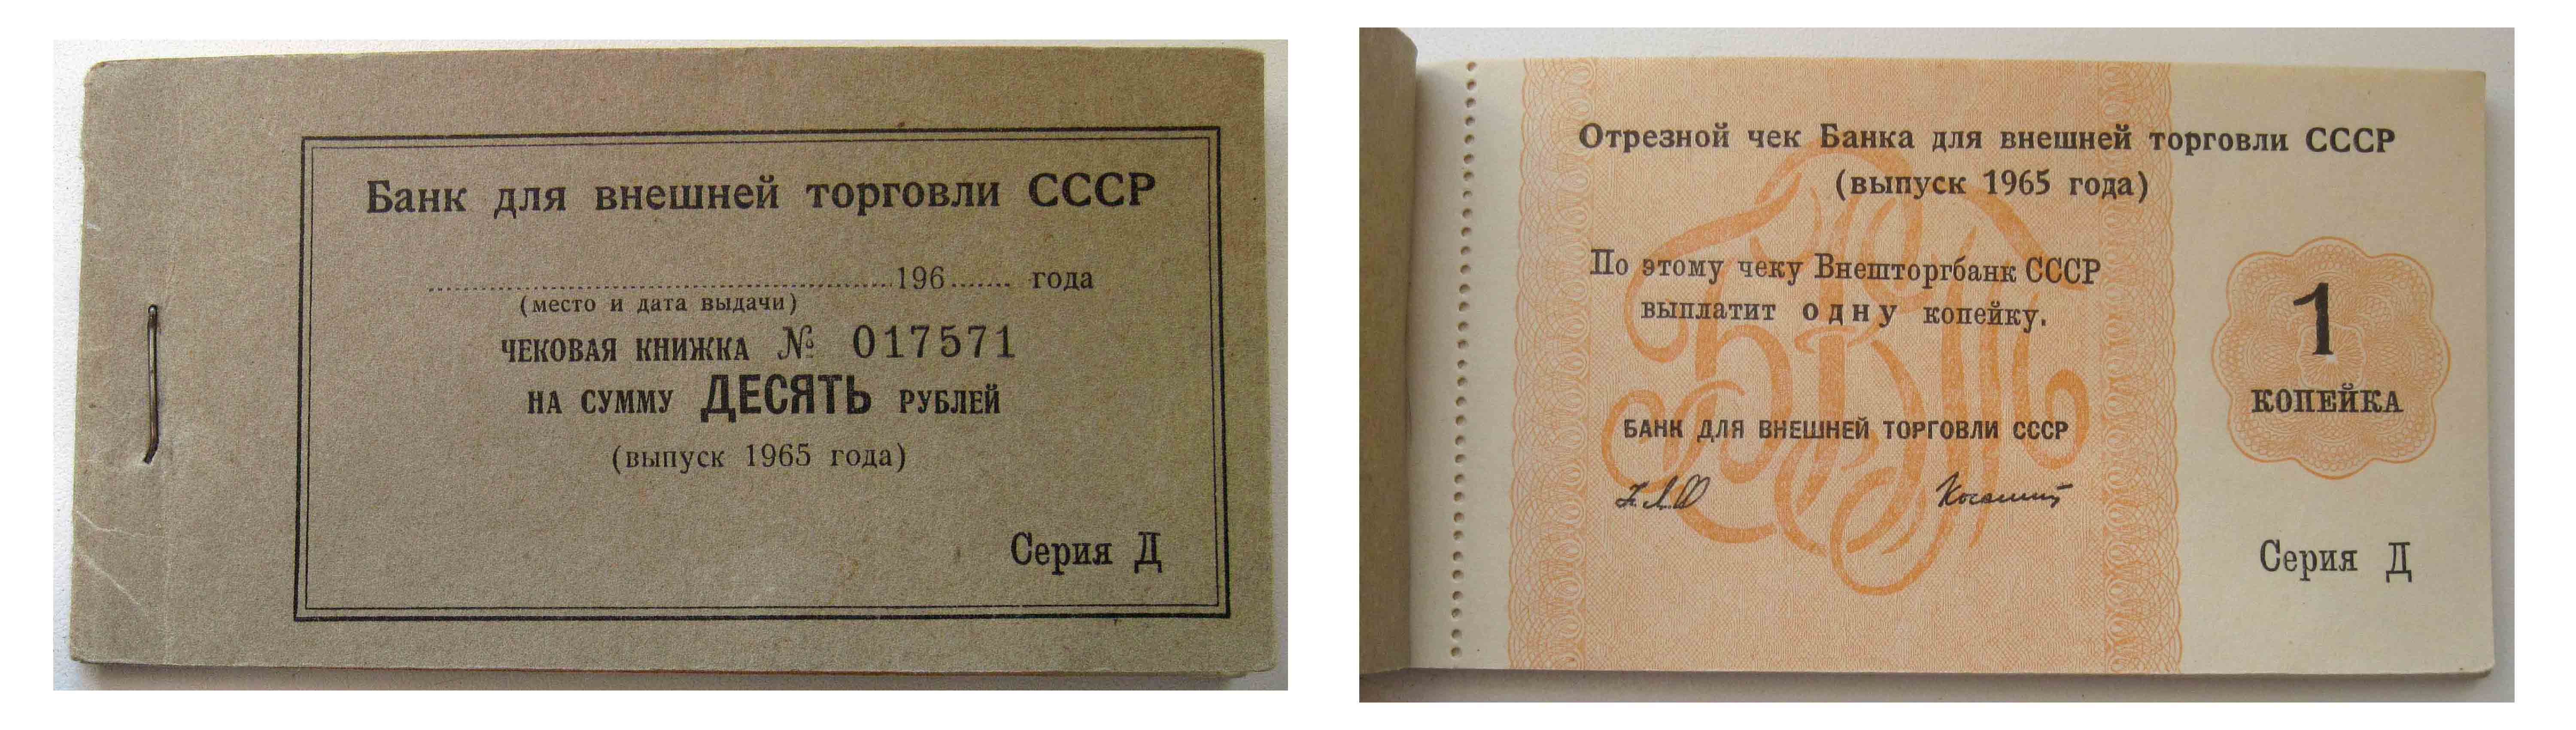 Банк для внешней торговли СССР
196 года
(место и дата выдачи)
ЧЕКОВАЯ КНИЖКА № 017571
НА СУММУ ДЕСЯТЬ РУБЛЕЙ
(выпуск 1965 года)
Серия Д
Отрезной чек Банка для внешней торговли СССР
(выпуск 1965 года)
По этому чеку Внешторгбанк СССР
выплатит одну копейку.
1
КОПЕЙКА
БАНК ДЛЯ ВНЕШНЕЙ ТОРГОВЛИ СССР
Серия Д